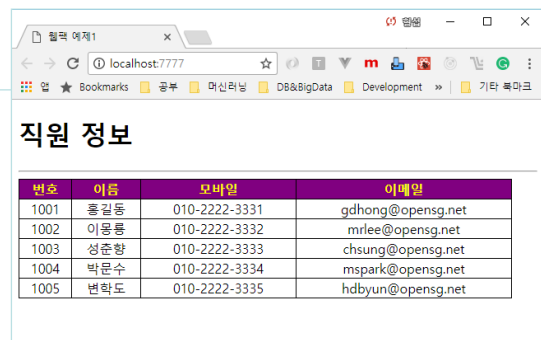 원성
웹팩 예제1
localhost:7777
앱 Bookmarks 공부 머신러닝 DB&BigData Development » 기타 북마크
직원 정보
번호 이름 모바일 이메일
1001 홍길동 010-2222-3331 gdhong@opensg.net
1002 이몽룡 010-2222-3332 mrlee@opensg.net
1003 성춘향 010-2222-3333 chsung@opensg.net
1004 박문수 010-2222-3334 mspark@opensg.net
1005 변학도 010-2222-3335 hdbyun@opensg.net